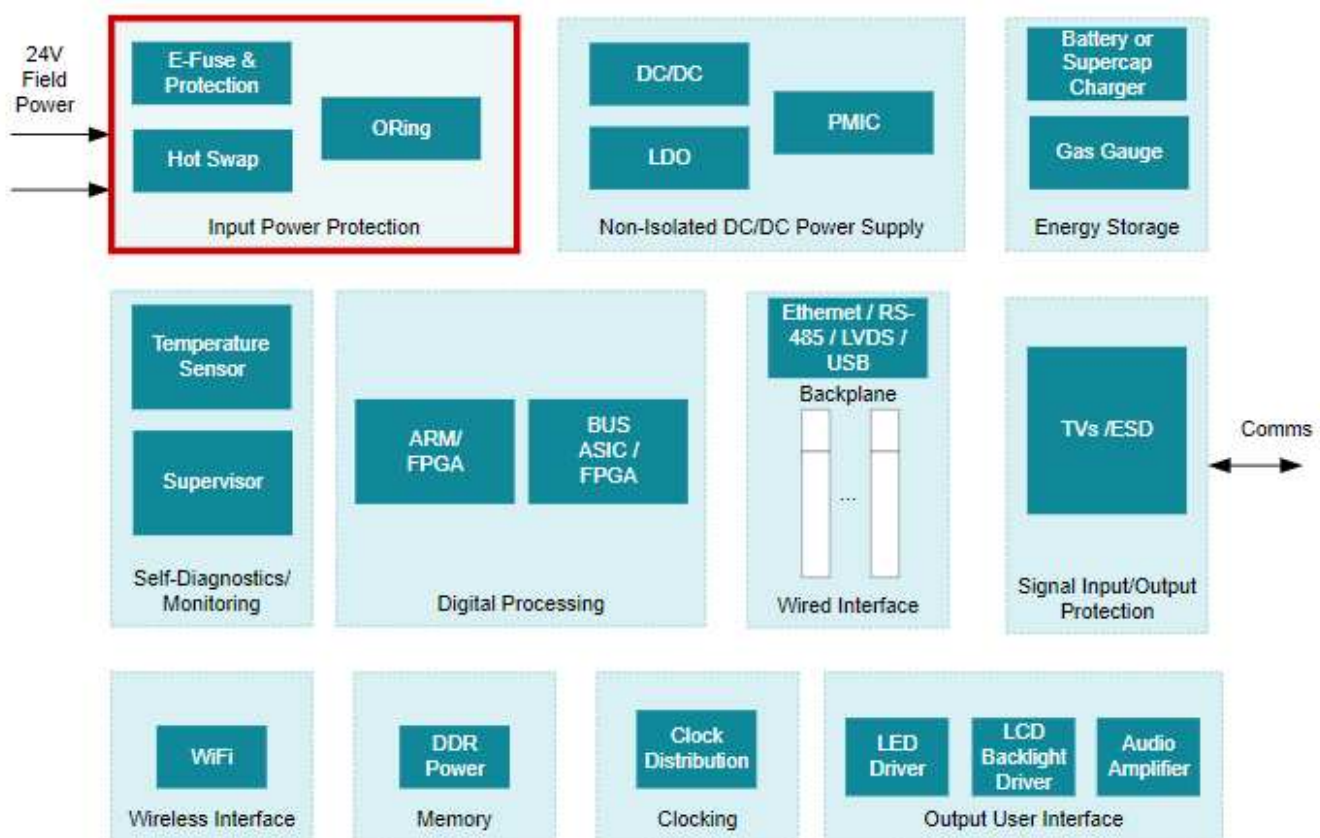 24V
Field
Power
E-Fuse &
Protection
Hot Swap
ORing
Input Power Protection
DC/DC
LDO
PMIC
Non-Isolated DC/DC Power Supply
Battery or
Supercap
Charger
Gas Gauge
Energy Storage
Temperature
Sensor
Supervisor
Self-Diagnostics/
Monitoring
ARM/
FPGA
BUS
ASIC /
FPGA
Digital Processing
Ethernet / RS-
485 / LVDS /
USB
Backplane
...
Wired Interface
TVs /ESD
Signal Input/Output
Protection
Comms
WiFi
Wireless Interface
DDR
Power
Memory
Clock
Distribution
Clocking
LED
Driver
LCD
Backlight
Driver
Audio
Amplifier
Output User Interface